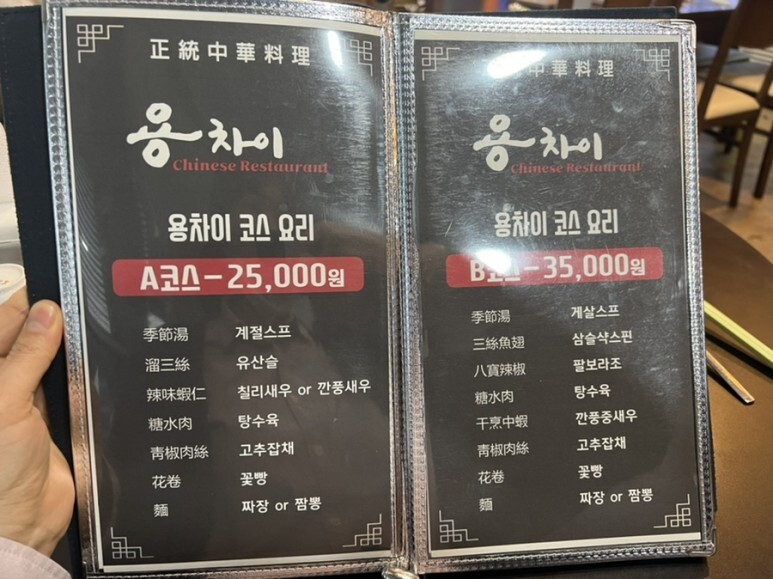 正統中華料理
용차이
Chinese Restaurant
용차이 코스 요리
A코스-25,000원
季節湯 계절스프
溜三絲 유산슬
辣味蝦仁 칠리새우 or 깐풍새우
糖水肉 탕수육
靑椒肉絲 고추잡채
花卷 꽃빵
麵 짜장 or 짬뽕
中華料理
용차이
Chinese Restaurant
용차이 코스 요리
B코스-35,000원
季節湯 게살스프
三絲魚翅 삼슬샥스핀
八寶辣椒 팔보라조
糖水肉 탕수육
干烹中蝦 깐풍중새우
靑椒肉絲 고추잡채
花卷 꽃빵
麵 짜장 or 짬뽕